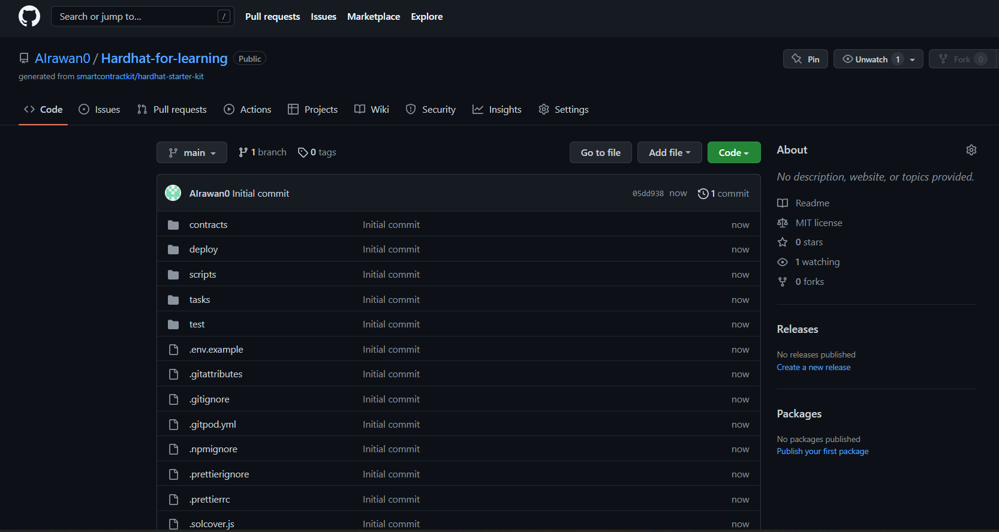 Search or jump to... /
Pull requests Issues Marketplace Explore
AIrawan0 / Hardhat-for-learning Public
generated from smartcontractkit/hardhat-starter-kit
Pin Unwatch 1 Fork 0
Code Issues Pull requests Actions Projects Wiki Security Insights Settings
main 1 branch 0 tags Go to file Add file Code
AIrawan0 Initial commit 05dd938 now 1 commit
contracts Initial commit now
deploy Initial commit now
scripts Initial commit now
tasks Initial commit now
test Initial commit now
.env.example Initial commit now
.gitattributes Initial commit now
.gitignore Initial commit now
.gitpod.yml Initial commit now
.npmignore Initial commit now
.prettierignore Initial commit now
.prettierrc Initial commit now
.solcover.js Initial commit now
About
No description, website, or topics provided.
Readme
MIT license
0 stars
1 watching
0 forks
Releases
No releases published
Create a new release
Packages
No packages published
Publish your first package